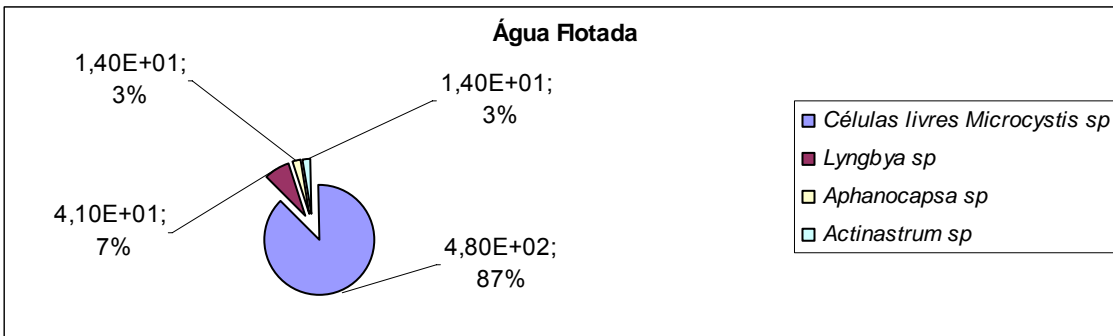 Água Flotada
1,40E+01;
3%
1,40E+01;
3%
4,10E+01;
7%
4,80E+02;
87%
Células livres Microcystis sp
Lyngbya sp
Aphanocapsa sp
Actinastrum sp